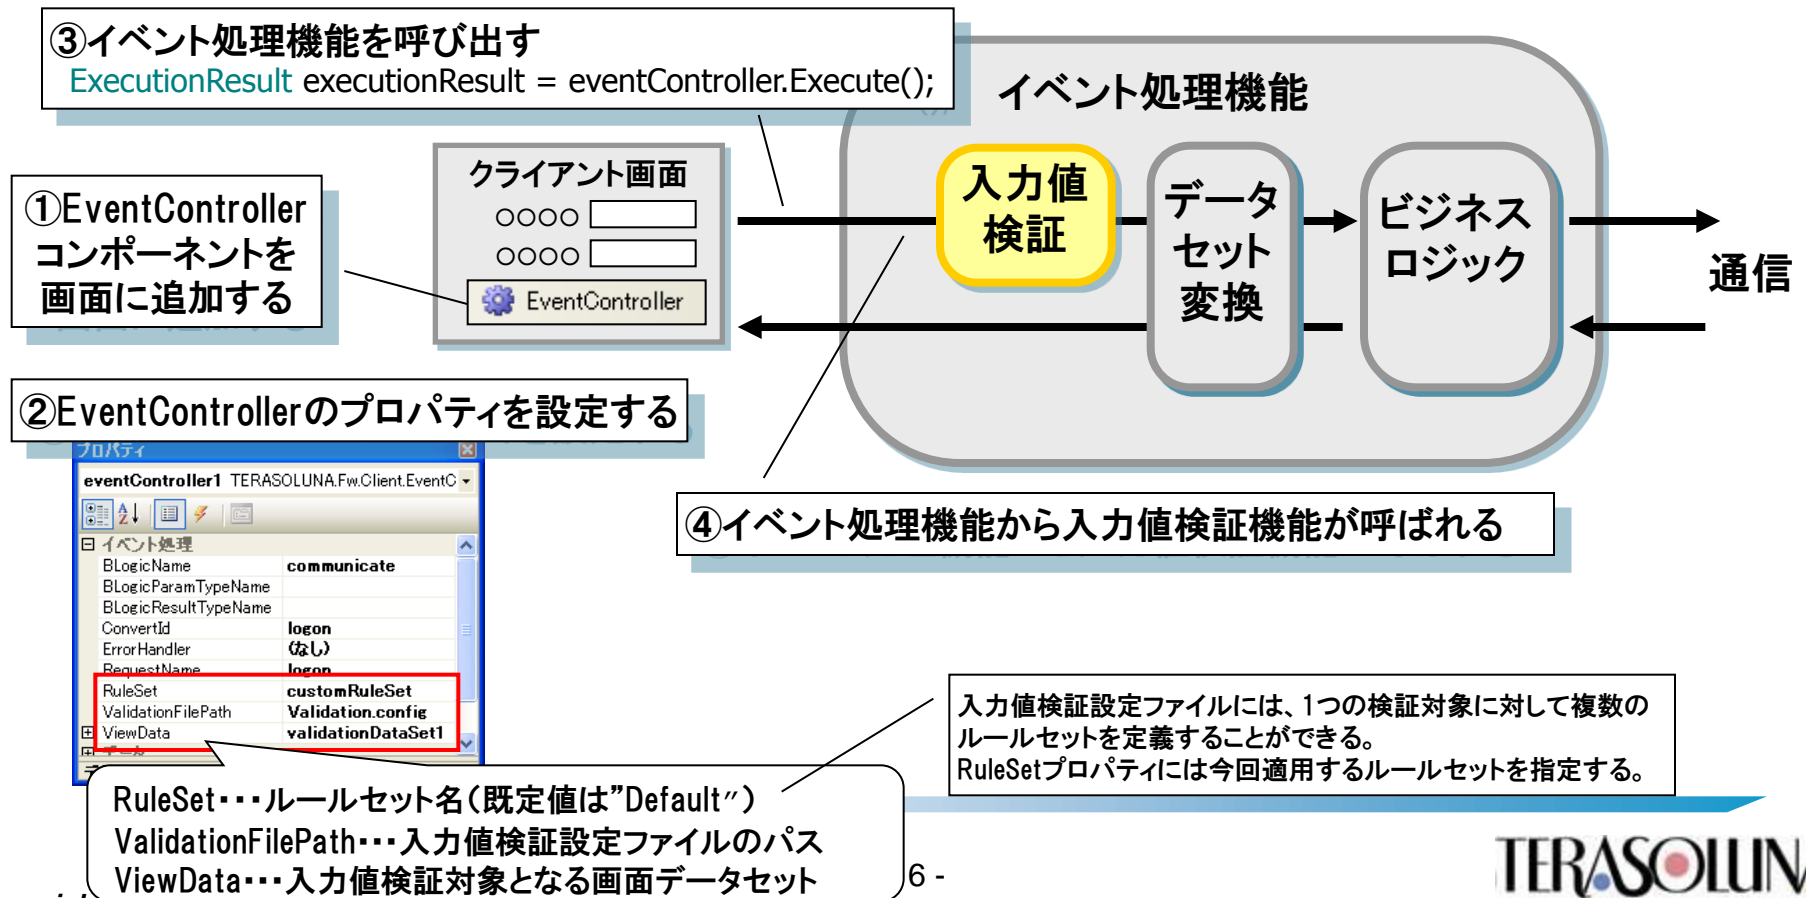 ③イベント処理機能を呼び出す
ExecutionResult executionResult = eventController.Execute();
イベント処理機能
①EventController
コンポーネントを
画面に追加する
クライアント画面
○○○○
○○○○
EventController
入力値
検証
データ
セット
変換
ビジネス
ロジック
通信
②EventControllerのプロパティを設定する
プロパティ
eventController1 TERASOLUNA.Fw.Client.EventC
イベント処理
BLogicName communicate
BLogicParamTypeName
BLogicResultTypeName
ConvertId logon
ErrorHandler (なし)
RequestName logon
RuleSet customRuleSet
ValidationFilePath Validation.config
ViewData validationDataSet1
④イベント処理機能から入力値検証機能が呼ばれる
入力値検証設定ファイルには、1つの検証対象に対して複数の
ルールセットを定義することができる。
RuleSetプロパティには今回適用するルールセットを指定する。
RuleSet・・・ルールセット名(既定値は”Default〃)
ValidationFilePath・・・入力値検証設定ファイルのパス
ViewData・・・入力値検証対象となる画面データセット
6 -
TERASOLUNA